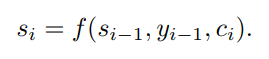 s_i = f(s_{i−1}, y_{i−1}, c_i).